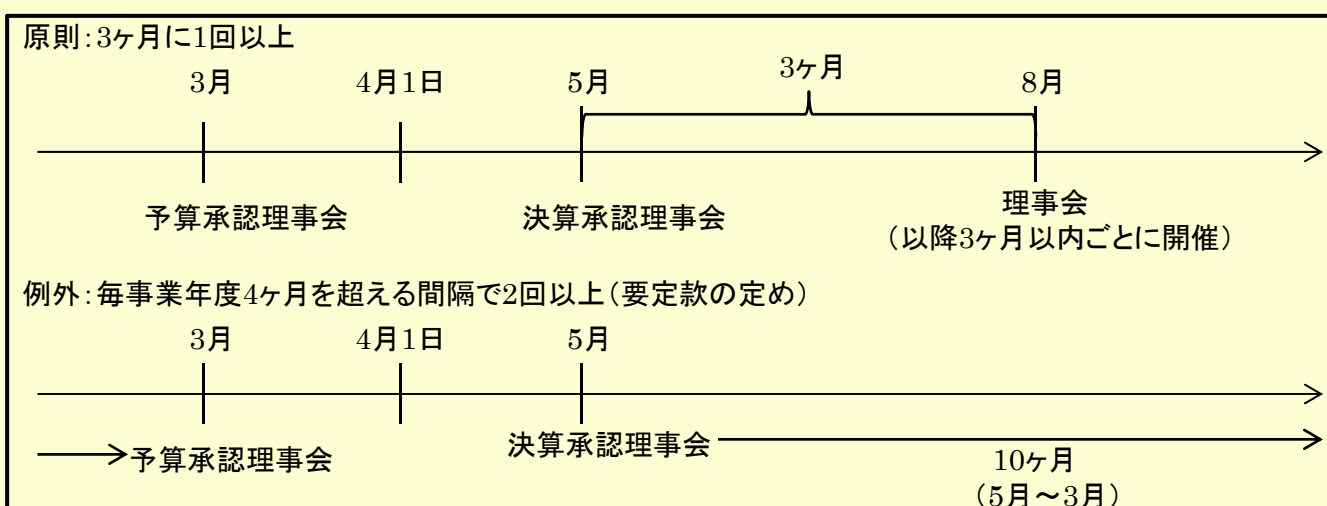 原則：3ヶ月に1回以上
3ヶ月
3月 4月1日 5月 8月
予算承認理事会 決算承認理事会 理事会
（以降3ヶ月以内ごとに開催）
例外：毎事業年度4ヶ月を超える間隔で2回以上（要定款の定め）
3月 4月1日 5月
予算承認理事会 決算承認理事会
10ヶ月
（5月～3月）